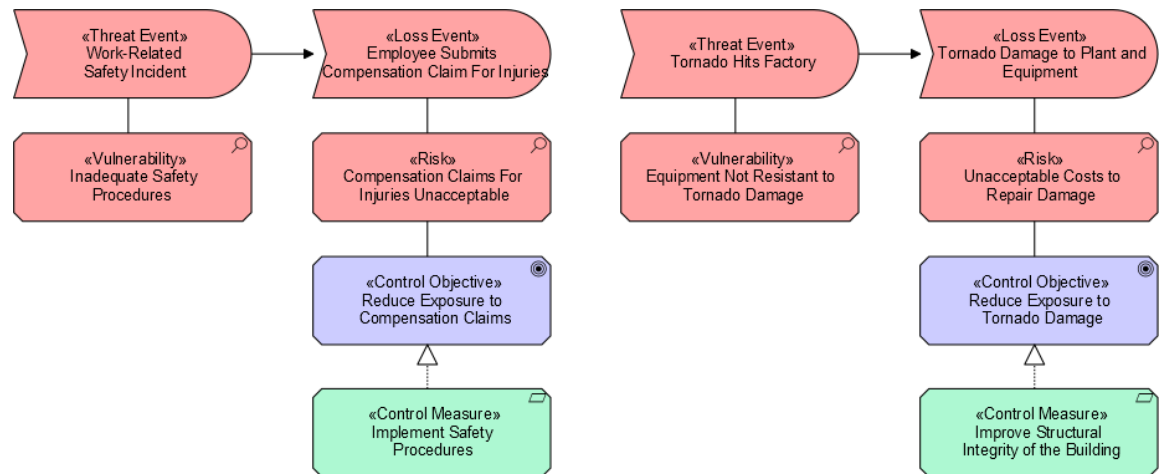 «Threat Event»
Work-Related
Safety Incident
«Loss Event»
Employee Submits
Compensation Claim For Injuries
«Threat Event»
Tornado Hits Factory
«Loss Event»
Tornado Damage to Plant and
Equipment
«Vulnerability»
Inadequate Safety
Procedures
«Risk»
Compensation Claims For
Injuries Unacceptable
«Vulnerability»
Equipment Not Resistant to
Tornado Damage
«Risk»
Unacceptable Costs to
Repair Damage
«Control Objective»
Reduce Exposure to
Compensation Claims
«Control Objective»
Reduce Exposure to
Tornado Damage
«Control Measure»
Implement Safety
Procedures
«Control Measure»
Improve Structural
Integrity of the Building